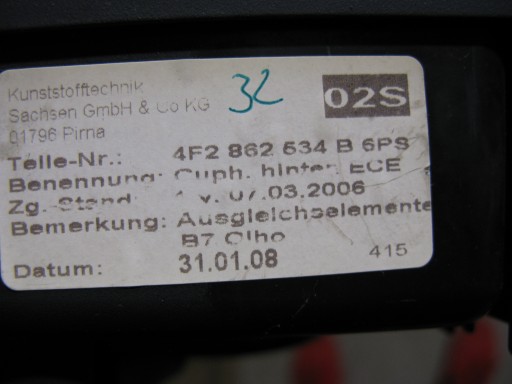 Kunststofftechnik
Sachsen GmbH & Co KG
01796 Pirna
32
02S
Teile-Nr.: 4F2 862 534 B 6PS
Benennung: Cuph. hinten ECE
Zg. Stand: v. 07.03.2006
Bemerkung: Ausgleichselemente
B7
Datum: 31.01.08
415